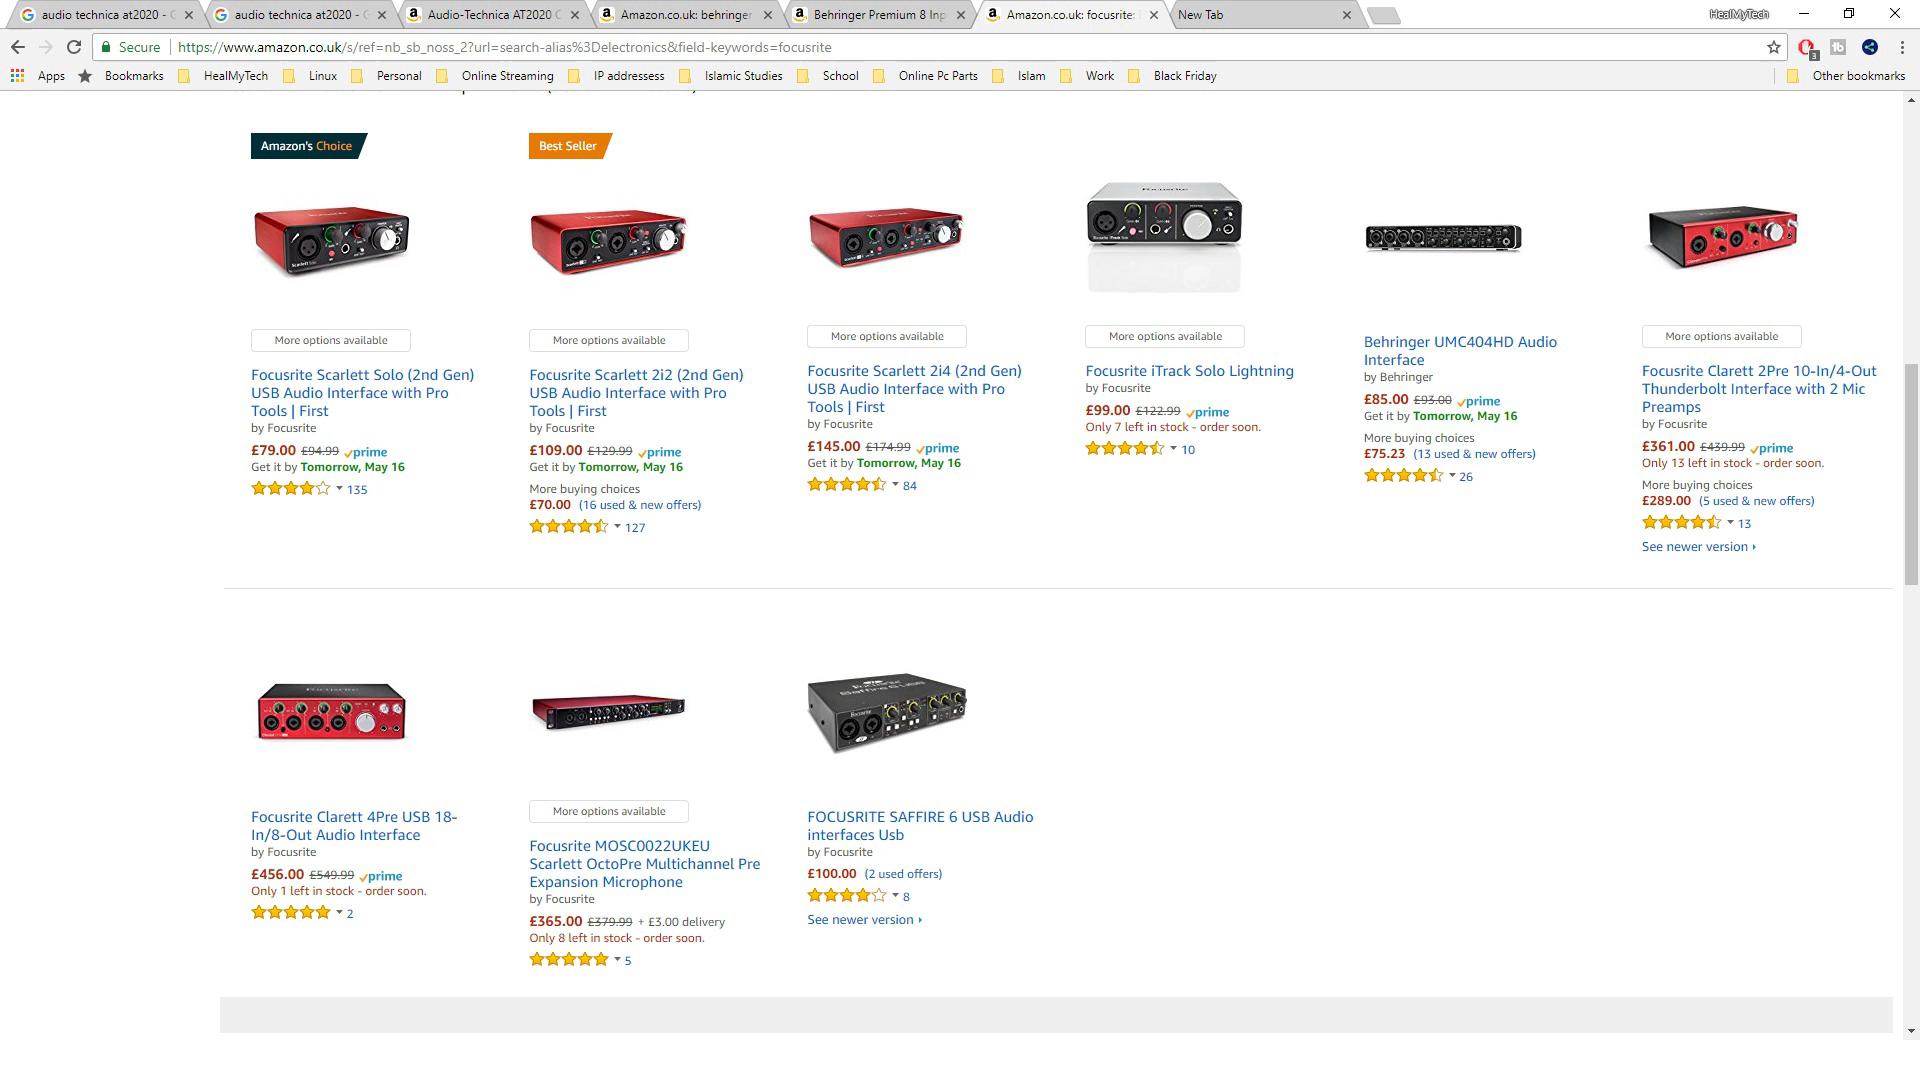 audio technica at2020 - G
audio technica at2020 - G
Audio-Technica AT2020 C
Amazon.co.uk: behringer
Behringer Premium 8 Inp
Amazon.co.uk: focusrite:
New Tab
HealMyTech
Secure
https://www.amazon.co.uk/s/ref=nb_sb_noss_2?url=search-alias%3Delectronics&field-keywords=focusrite
3
Apps
Bookmarks
HealMyTech
Linux
Personal
Online Streaming
IP addressess
Islamic Studies
School
Online Pc Parts
Islam
Work
Black Friday
Other bookmarks
Amazon's Choice
More options available
Focusrite Scarlett Solo (2nd Gen)
USB Audio Interface with Pro
Tools | First
by Focusrite
£79.00 £94.99 prime
Get it by Tomorrow, May 16
135
Best Seller
More options available
Focusrite Scarlett 2i2 (2nd Gen)
USB Audio Interface with Pro
Tools | First
by Focusrite
£109.00 £129.99 prime
Get it by Tomorrow, May 16
More buying choices
£70.00 (16 used & new offers)
127
More options available
Focusrite Scarlett 2i4 (2nd Gen)
USB Audio Interface with Pro
Tools | First
by Focusrite
£145.00 £174.99 prime
Get it by Tomorrow, May 16
84
Focusrite
More options available
Focusrite iTrack Solo Lightning
by Focusrite
£99.00 £122.99 prime
Only 7 left in stock - order soon.
10
Behringer UMC404HD Audio
Interface
by Behringer
£85.00 £93.00 prime
Get it by Tomorrow, May 16
More buying choices
£75.23 (13 used & new offers)
26
More options available
Focusrite Clarett 2Pre 10-In/4-Out
Thunderbolt Interface with 2 Mic
Preamps
by Focusrite
£361.00 £439.99 prime
Only 13 left in stock - order soon.
More buying choices
£289.00 (5 used & new offers)
13
See newer version
Focusrite Clarett 4Pre USB 18-
In/8-Out Audio Interface
by Focusrite
£456.00 £549.99 prime
Only 1 left in stock - order soon.
2
More options available
Focusrite MOSC0022UKEU
Scarlett OctoPre Multichannel Pre
Expansion Microphone
by Focusrite
£365.00 £379.99 + £3.00 delivery
Only 8 left in stock - order soon.
5
FOCUSRITE SAFFIRE 6 USB Audio
interfaces Usb
by Focusrite
£100.00 (2 used offers)
8
See newer version